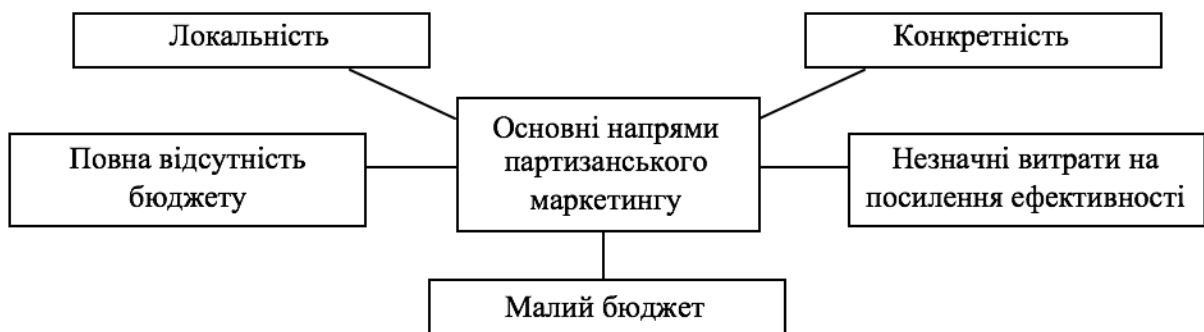 Локальність
Конкретність
Основні напрями
партизанського
маркетингу
Повна відсутність
бюджету
Незначні витрати на
посилення ефективності
Малий бюджет